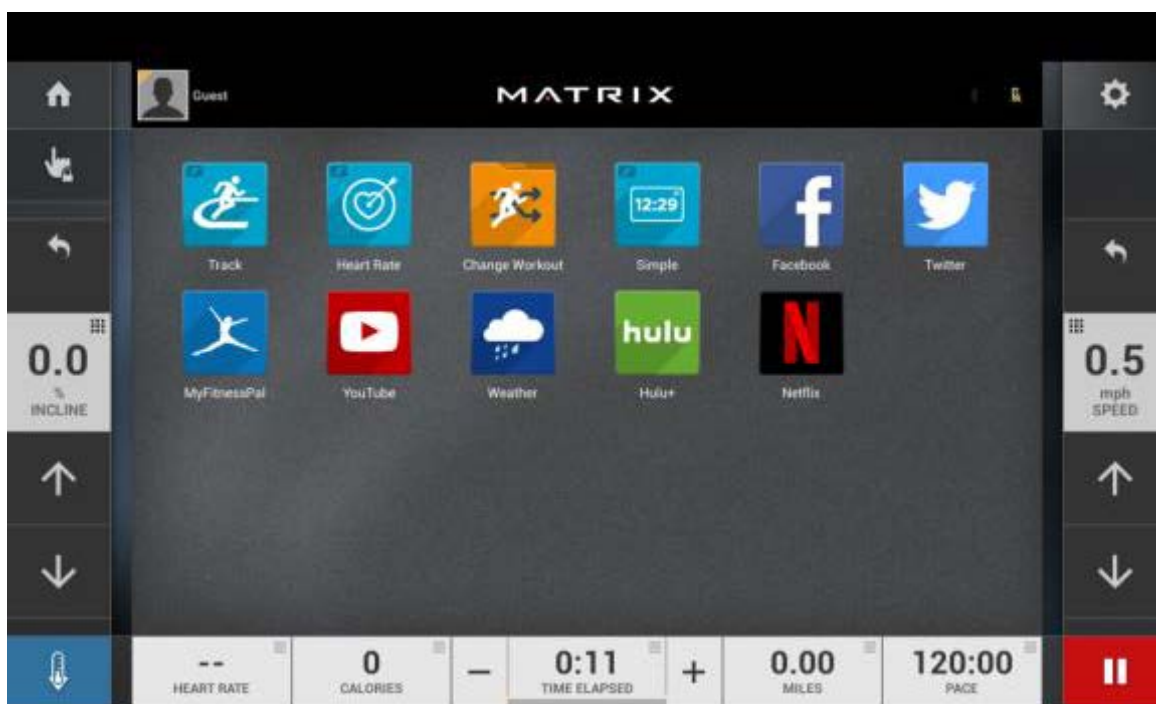 Guest
MATRIX
12:29
Track
Heart Rate
Change Workout
Simple
Facebook
Twitter
hulu
N
MyFitnessPal
YouTube
Weather
Hulu+
Netflix
0.0
%
INCLINE
0.5
mph
SPEED
--
HEART RATE
0
CALORIES
−
0:11
TIME ELAPSED
+
0.00
MILES
120:00
PACE